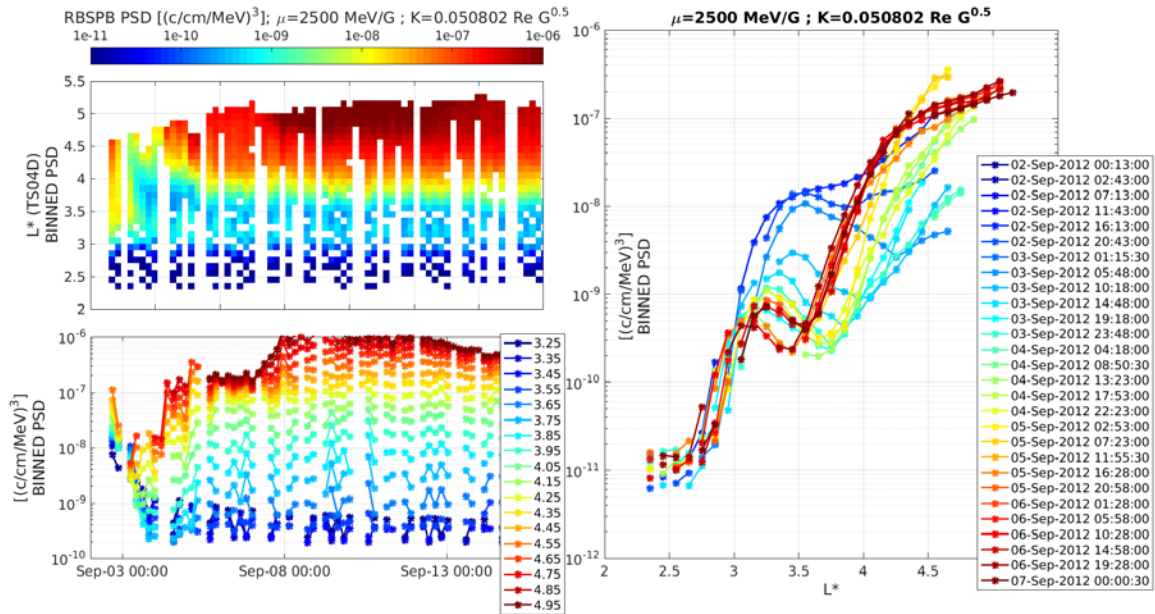 RBSPB PSD [(c/cm/MeV)^3]; μ=2500 MeV/G ; K=0.050802 Re G^0.5
1e-11 1e-10 1e-09 1e-08 1e-07 1e-06
5.5
5
4.5
4
3.5
3
2.5
2
L* (TS04D)
BINNED PSD
10^-6
10^-7
10^-8
10^-9
10^-10
[(c/cm/MeV)^3]
BINNED PSD
Sep-03 00:00 Sep-08 00:00 Sep-13 00:00
3.25
3.35
3.45
3.55
3.65
3.75
3.85
3.95
4.05
4.15
4.25
4.35
4.45
4.55
4.65
4.75
4.85
4.95
μ=2500 MeV/G ; K=0.050802 Re G^0.5
10^-6
10^-7
10^-8
10^-9
10^-10
10^-11
10^-12
[(c/cm/MeV)^3]
BINNED PSD
2 2.5 3 3.5 4 4.5
L*
02-Sep-2012 00:13:00
02-Sep-2012 02:43:00
02-Sep-2012 07:13:00
02-Sep-2012 11:43:00
02-Sep-2012 16:13:00
02-Sep-2012 20:43:00
03-Sep-2012 01:15:30
03-Sep-2012 05:48:00
03-Sep-2012 10:18:00
03-Sep-2012 14:48:00
03-Sep-2012 19:18:00
03-Sep-2012 23:48:00
04-Sep-2012 04:18:00
04-Sep-2012 08:50:30
04-Sep-2012 13:23:00
04-Sep-2012 17:53:00
04-Sep-2012 22:23:00
05-Sep-2012 02:53:00
05-Sep-2012 07:23:00
05-Sep-2012 11:55:30
05-Sep-2012 16:28:00
05-Sep-2012 20:58:00
06-Sep-2012 01:28:00
06-Sep-2012 05:58:00
06-Sep-2012 10:28:00
06-Sep-2012 14:58:00
06-Sep-2012 19:28:00
07-Sep-2012 00:00:30